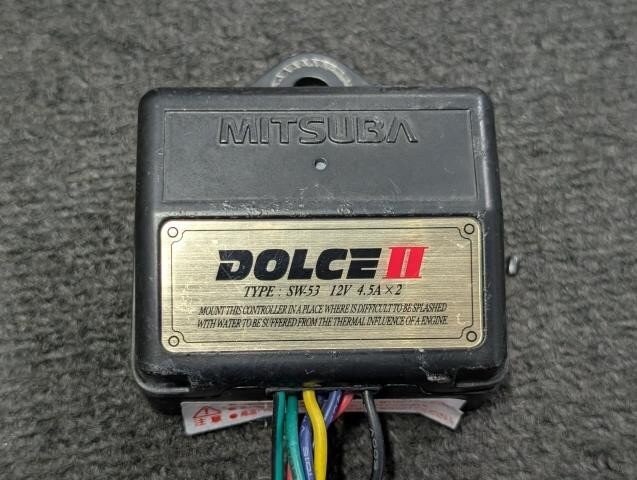 MITSUBA
DOLCE II
TYPE : SW-53 12V 4.5A×2
MOUNT THIS CONTROLLER IN A PLACE WHERE IS DIFFICULT TO BE SPLASHED
WITH WATER TO BE SUFFERED FROM THE THERMAL INFLUENCE OF A ENGINE.